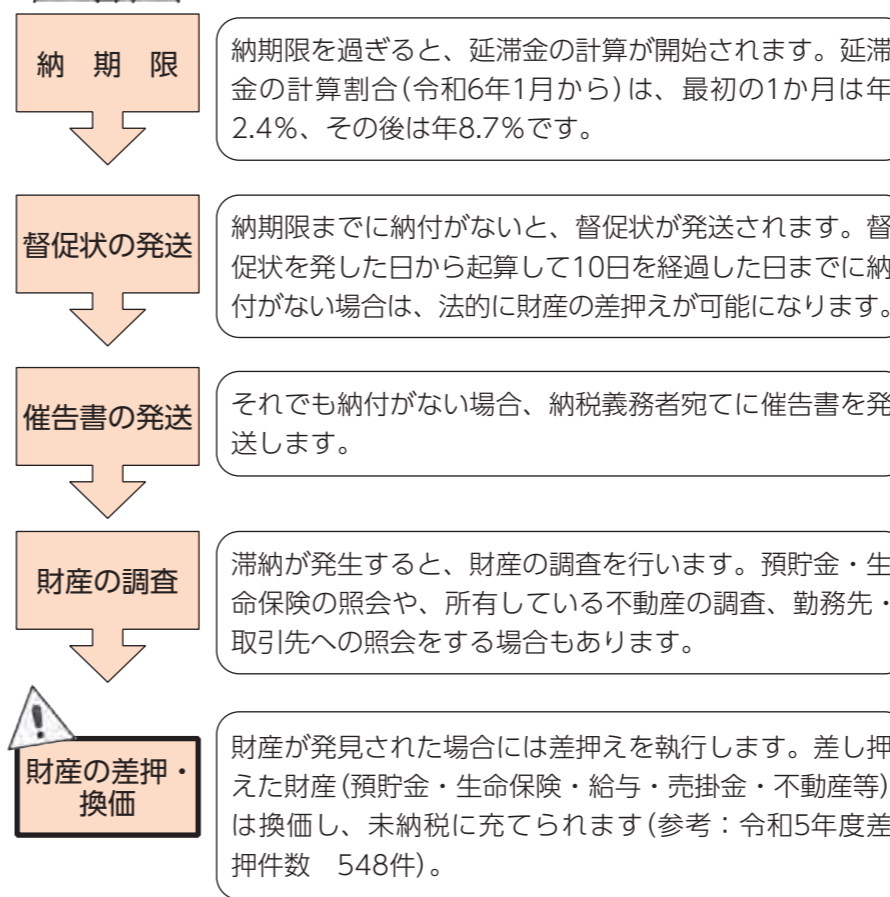 納　期　限
納期限を過ぎると、延滞金の計算が開始されます。延滞
金の計算割合(令和6年1月から)は、最初の1か月は年
2.4%、その後は年8.7%です。
督促状の発送
納期限までに納付がないと、督促状が発送されます。督
促状を発した日から起算して10日を経過した日までに納
付がない場合は、法的に財産の差押えが可能になります。
催告書の発送
それでも納付がない場合、納税義務者宛てに催告書を発
送します。
財産の調査
滞納が発生すると、財産の調査を行います。預貯金・生
命保険の照会や、所有している不動産の調査、勤務先・
取引先への照会をする場合もあります。
財産の差押・
換価
財産が発見された場合には差押えを執行します。差し押
えた財産(預貯金・生命保険・給与・売掛金・不動産等)
は換価し、未納税に充てられます(参考：令和5年度差
押件数　548件)。